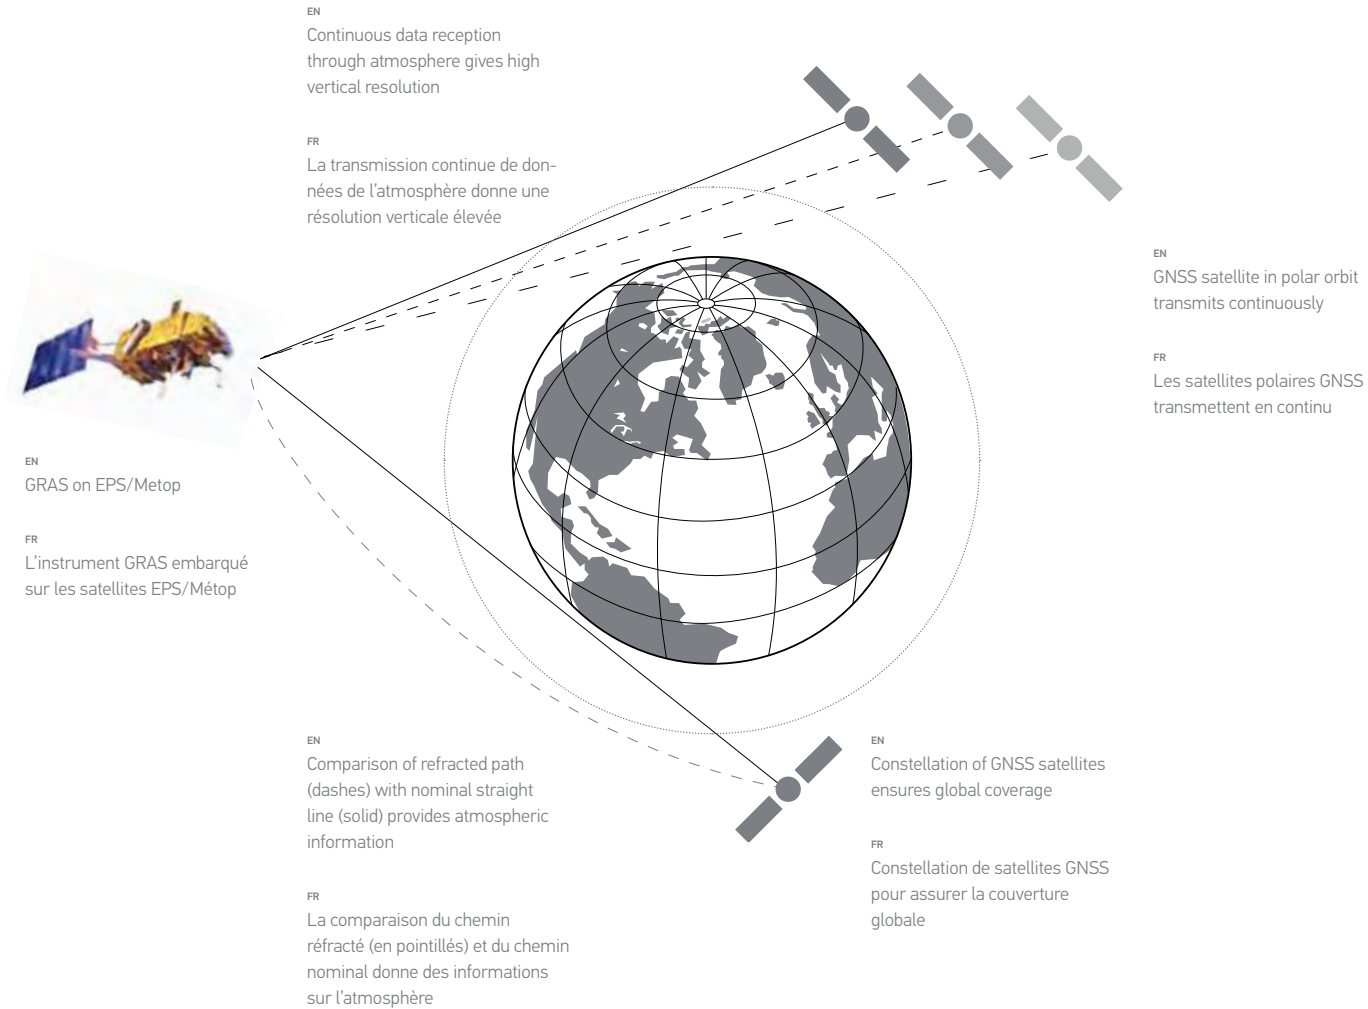 EN
Continuous data reception
through atmosphere gives high
vertical resolution
FR
La transmission continue de don-
nées de l'atmosphère donne une
résolution verticale élevée
EN
GNSS satellite in polar orbit
transmits continuously
FR
Les satellites polaires GNSS
transmettent en continu
EN
GRAS on EPS/Metop
FR
L'instrument GRAS embarqué
sur les satellites EPS/Métop
EN
Comparison of refracted path
(dashes) with nominal straight
line (solid) provides atmospheric
information
FR
La comparaison du chemin
réfracté (en pointillés) et du chemin
nominal donne des informations
sur l'atmosphère
EN
Constellation of GNSS satellites
ensures global coverage
FR
Constellation de satellites GNSS
pour assurer la couverture
globale